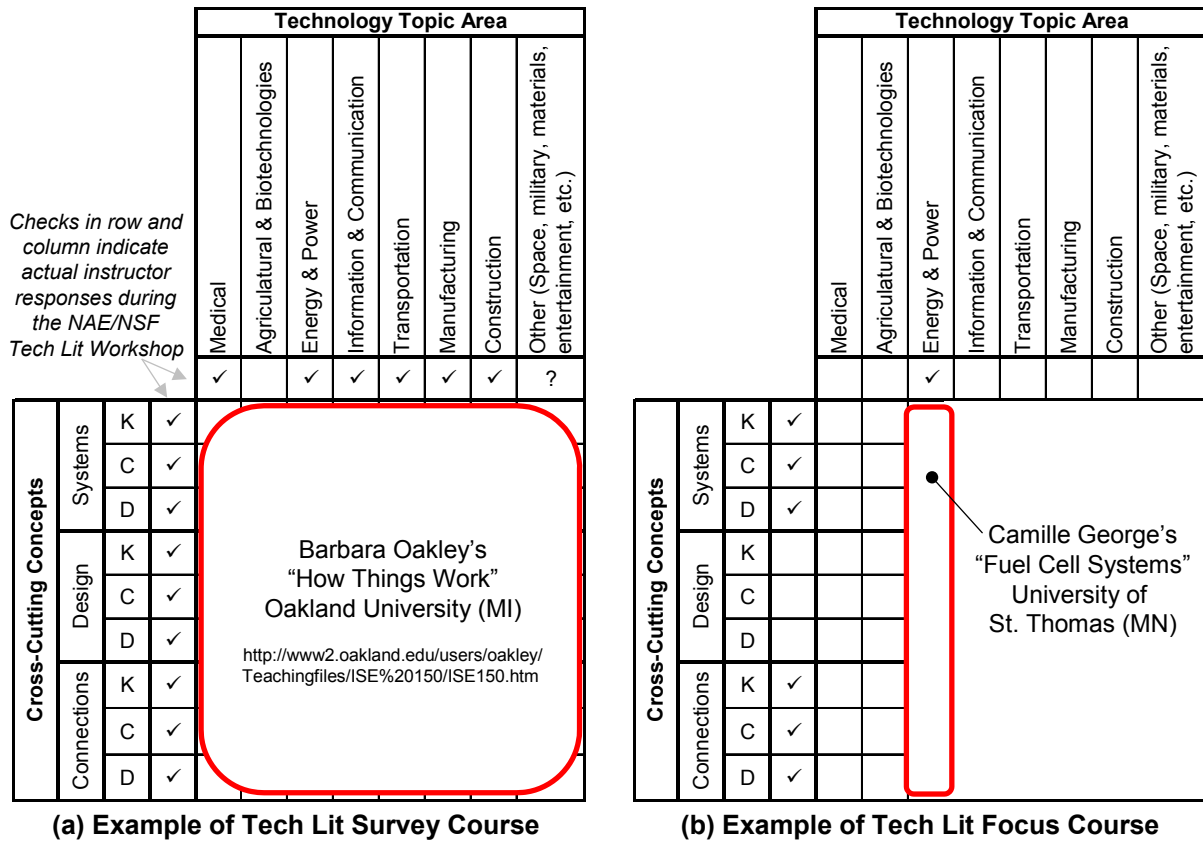 Technology Topic Area
Medical
Agriculatural & Biotechnologies
Energy & Power
Information & Communication
Transportation
Manufacturing
Construction
Other (Space, military, materials,
entertainment, etc.)
Checks in row and
column indicate
actual instructor
responses during
the NAE/NSF
Tech Lit Workshop
✓ ✓ ✓ ✓ ✓ ✓ ?
Cross-Cutting Concepts
Systems
K ✓
C ✓
D ✓
Design
K ✓
C ✓
D ✓
Connections
K ✓
C ✓
D ✓
Barbara Oakley’s
“How Things Work”
Oakland University (MI)
http://www2.oakland.edu/users/oakley/
Teachingfiles/ISE%20150/ISE150.htm
(a) Example of Tech Lit Survey Course
Technology Topic Area
Medical
Agriculatural & Biotechnologies
Energy & Power
Information & Communication
Transportation
Manufacturing
Construction
Other (Space, military, materials,
entertainment, etc.)
✓
Cross-Cutting Concepts
Systems
K ✓
C ✓
D ✓
Design
K
C
D
Connections
K ✓
C ✓
D ✓
Camille George’s
“Fuel Cell Systems”
University of
St. Thomas (MN)
(b) Example of Tech Lit Focus Course